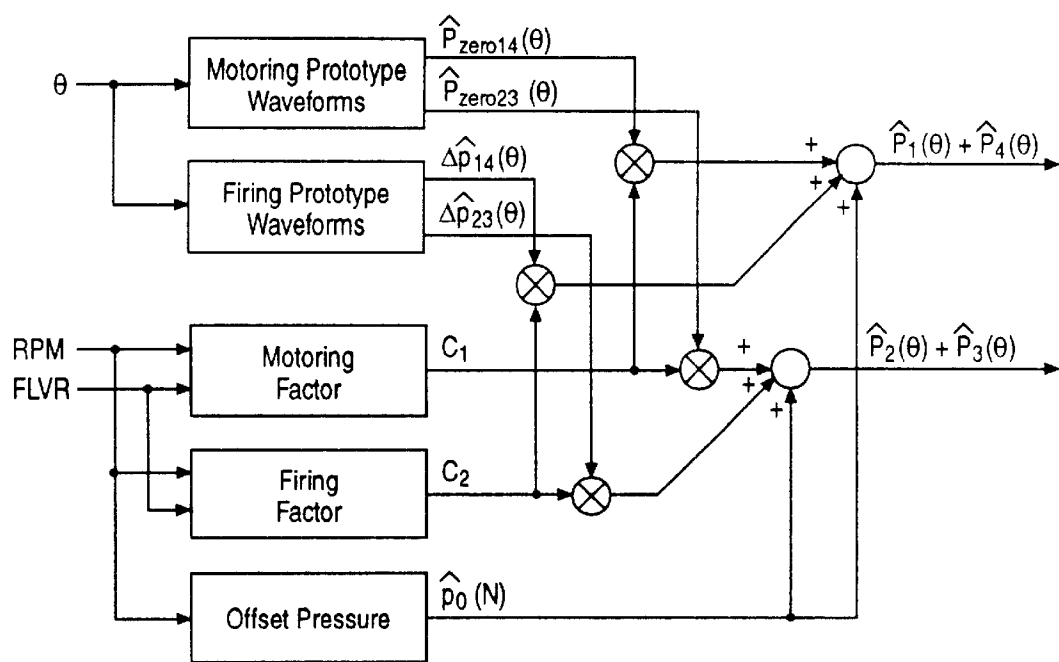 θ
Motoring Prototype
Waveforms
P̂zero14(θ)
P̂zero23 (θ)
Firing Prototype
Waveforms
Δp̂14(θ)
Δp̂23(θ)
+
+
+
P̂1(θ) + P̂4(θ)
RPM
FLVR
Motoring
Factor
C1
+
+
+
P̂2(θ) + P̂3(θ)
Firing
Factor
C2
Offset Pressure
p̂0 (N)